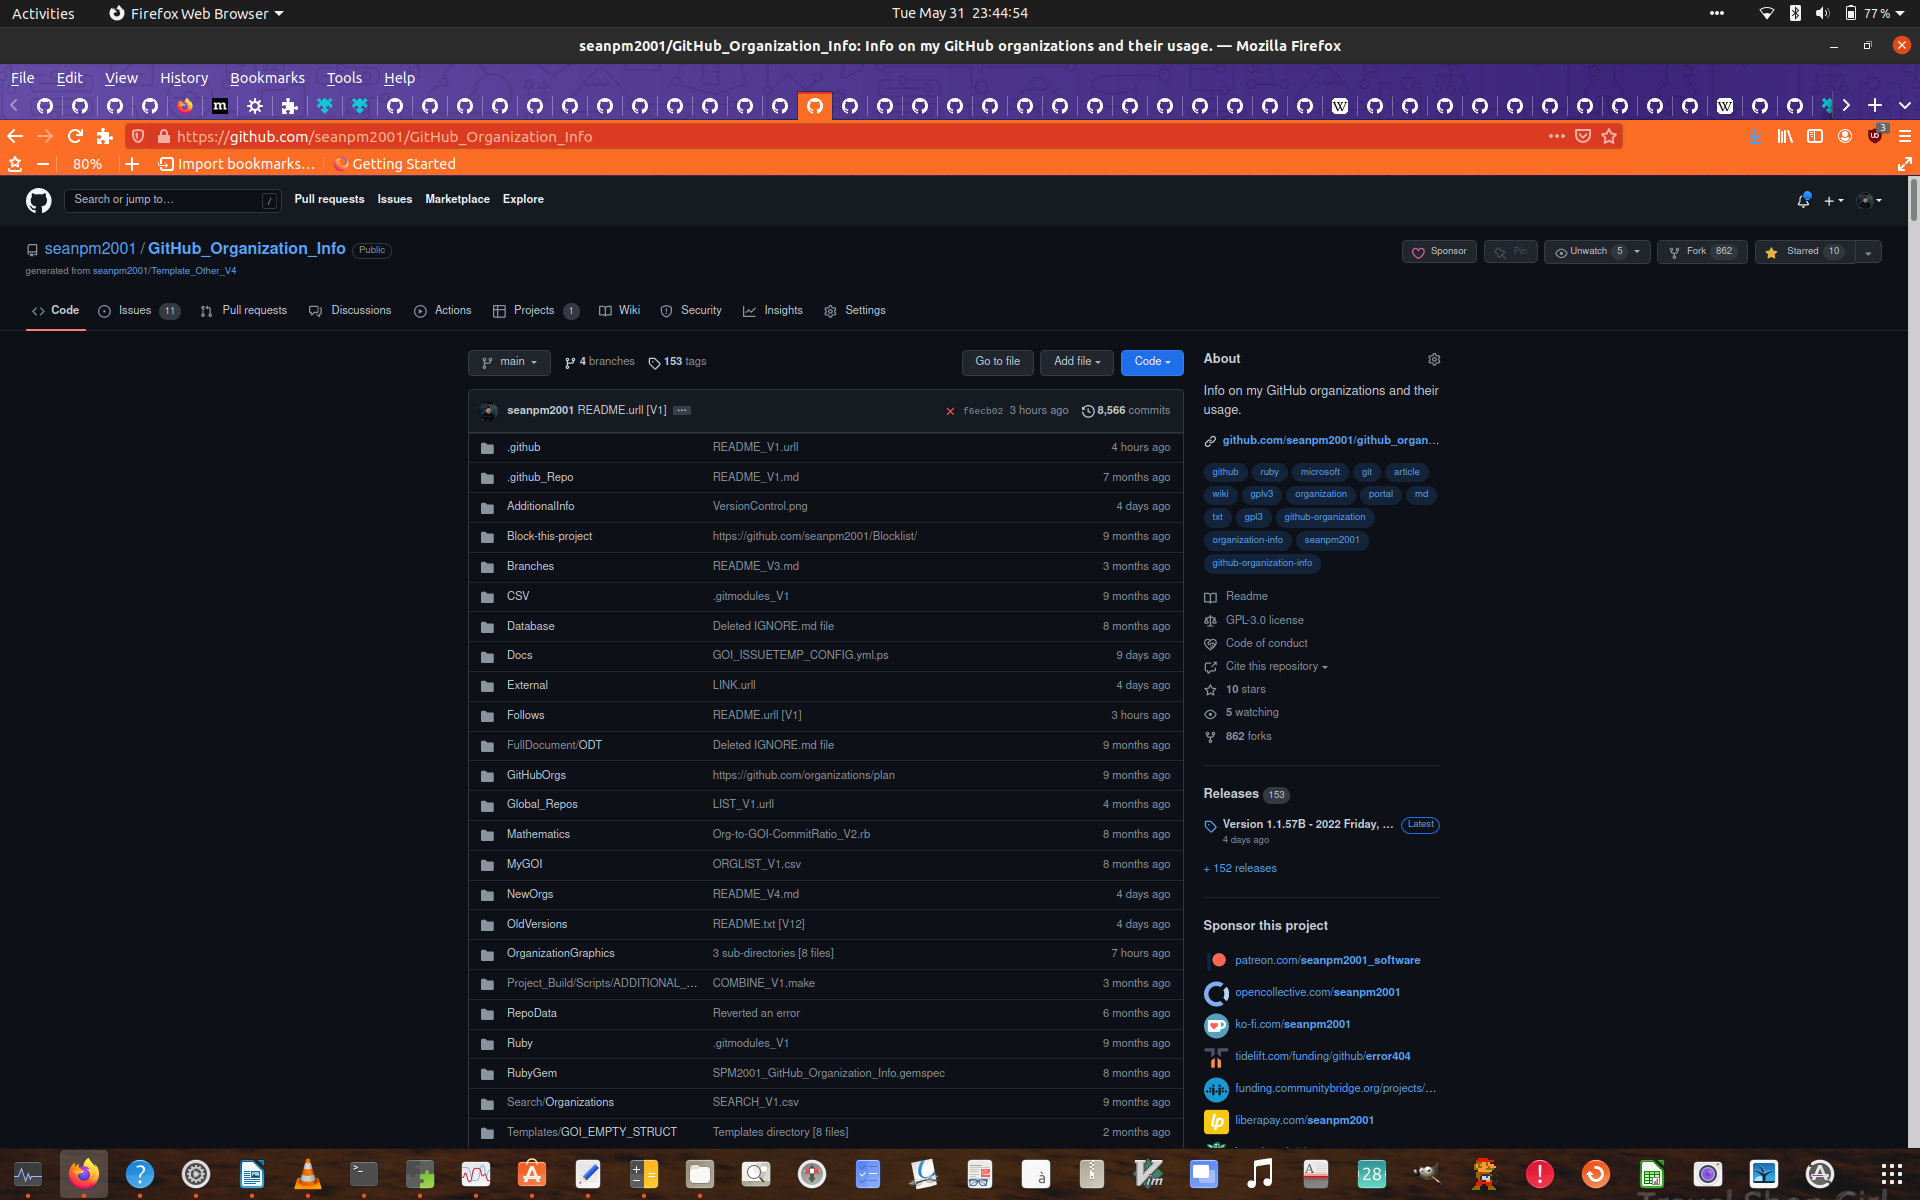 Activities Firefox Web Browser Tue May 31 23:44:54 77 %
seanpm2001/GitHub_Organization_Info: Info on my GitHub organizations and their usage. — Mozilla Firefox
File Edit View History Bookmarks Tools Help
https://github.com/seanpm2001/GitHub_Organization_Info 3
80% Import bookmarks… Getting Started
Search or jump to… / Pull requests Issues Marketplace Explore
seanpm2001 / GitHub_Organization_Info Public
Sponsor Pin Unwatch 5 Fork 862 Starred 10
generated from seanpm2001/Template_Other_V4
Code Issues 11 Pull requests Discussions Actions Projects 1 Wiki Security Insights Settings
main 4 branches 153 tags Go to file Add file Code
seanpm2001 README.urll [V1] f6ecb02 3 hours ago 8,566 commits
.github README_V1.urll 4 hours ago
.github_Repo README_V1.md 7 months ago
AdditionalInfo VersionControl.png 4 days ago
Block-this-project https://github.com/seanpm2001/Blocklist/ 9 months ago
Branches README_V3.md 3 months ago
CSV .gitmodules_V1 9 months ago
Database Deleted IGNORE.md file 8 months ago
Docs GOI_ISSUETEMP_CONFIG.yml.ps 9 days ago
External LINK.urll 4 days ago
Follows README.urll [V1] 3 hours ago
FullDocument/ODT Deleted IGNORE.md file 9 months ago
GitHubOrgs https://github.com/organizations/plan 9 months ago
Global_Repos LIST_V1.urll 4 months ago
Mathematics Org-to-GOI-CommitRatio_V2.rb 8 months ago
MyGOI ORGLIST_V1.csv 8 months ago
NewOrgs README_V4.md 4 days ago
OldVersions README.txt [V12] 4 days ago
OrganizationGraphics 3 sub-directories [8 files] 7 hours ago
Project_Build/Scripts/ADDITIONAL_… COMBINE_V1.make 3 months ago
RepoData Reverted an error 6 months ago
Ruby .gitmodules_V1 9 months ago
RubyGem SPM2001_GitHub_Organization_Info.gemspec 8 months ago
Search/Organizations SEARCH_V1.csv 9 months ago
Templates/GOI_EMPTY_STRUCT Templates directory [8 files] 2 months ago
About
Info on my GitHub organizations and their
usage.
github.com/seanpm2001/github_organ…
github ruby microsoft git article
wiki gplv3 organization portal md
txt gpl3 github-organization
organization-info seanpm2001
github-organization-info
Readme
GPL-3.0 license
Code of conduct
Cite this repository
10 stars
5 watching
862 forks
Releases 153
Version 1.1.57B - 2022 Friday, … Latest
4 days ago
+ 152 releases
Sponsor this project
patreon.com/seanpm2001_software
opencollective.com/seanpm2001
ko-fi.com/seanpm2001
tidelift.com/funding/github/error404
funding.communitybridge.org/projects/…
liberapay.com/seanpm2001
28